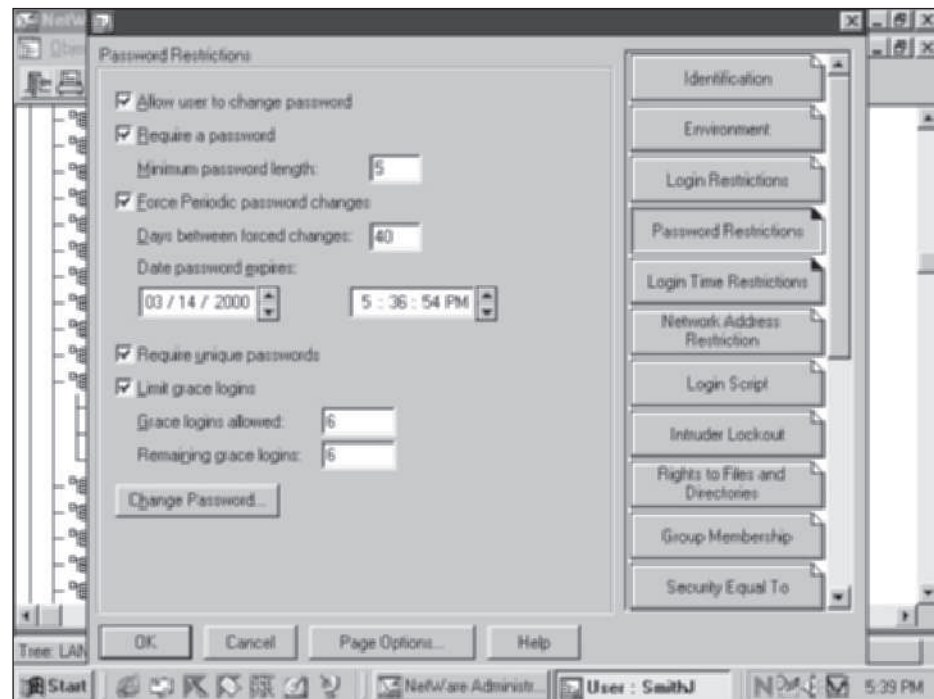 NetW
Password Restrictions
Allow user to change password
Require a password
Minimum password length: 5
Force Periodic password changes
Days between forced changes: 40
Date password expires:
03 / 14 / 2000 5 : 36 : 54 PM
Require unique passwords
Limit grace logins
Grace logins allowed: 6
Remaining grace logins: 6
Change Password...
Identification
Environment
Login Restrictions
Password Restrictions
Login Time Restrictions
Network Address
Restriction
Login Script
Intruder Lockout
Rights to Files and
Directories
Group Membership
Security Equal To
OK Cancel Page Options... Help
Tree: LAN
Start NetWare Administr... User : SmithJ 5:39 PM